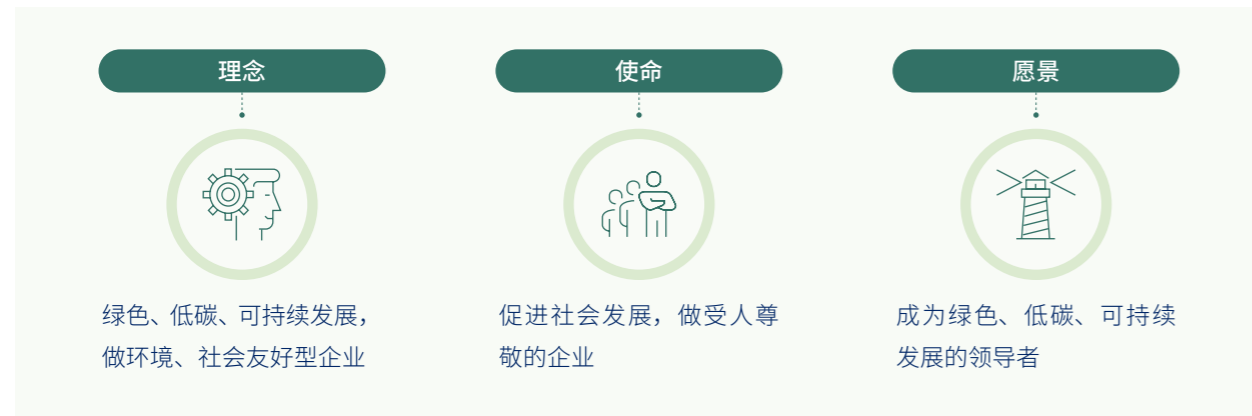 理念
绿色、低碳、可持续发展，
做环境、社会友好型企业
使命
促进社会发展，做受人尊
敬的企业
愿景
成为绿色、低碳、可持续
发展的领导者